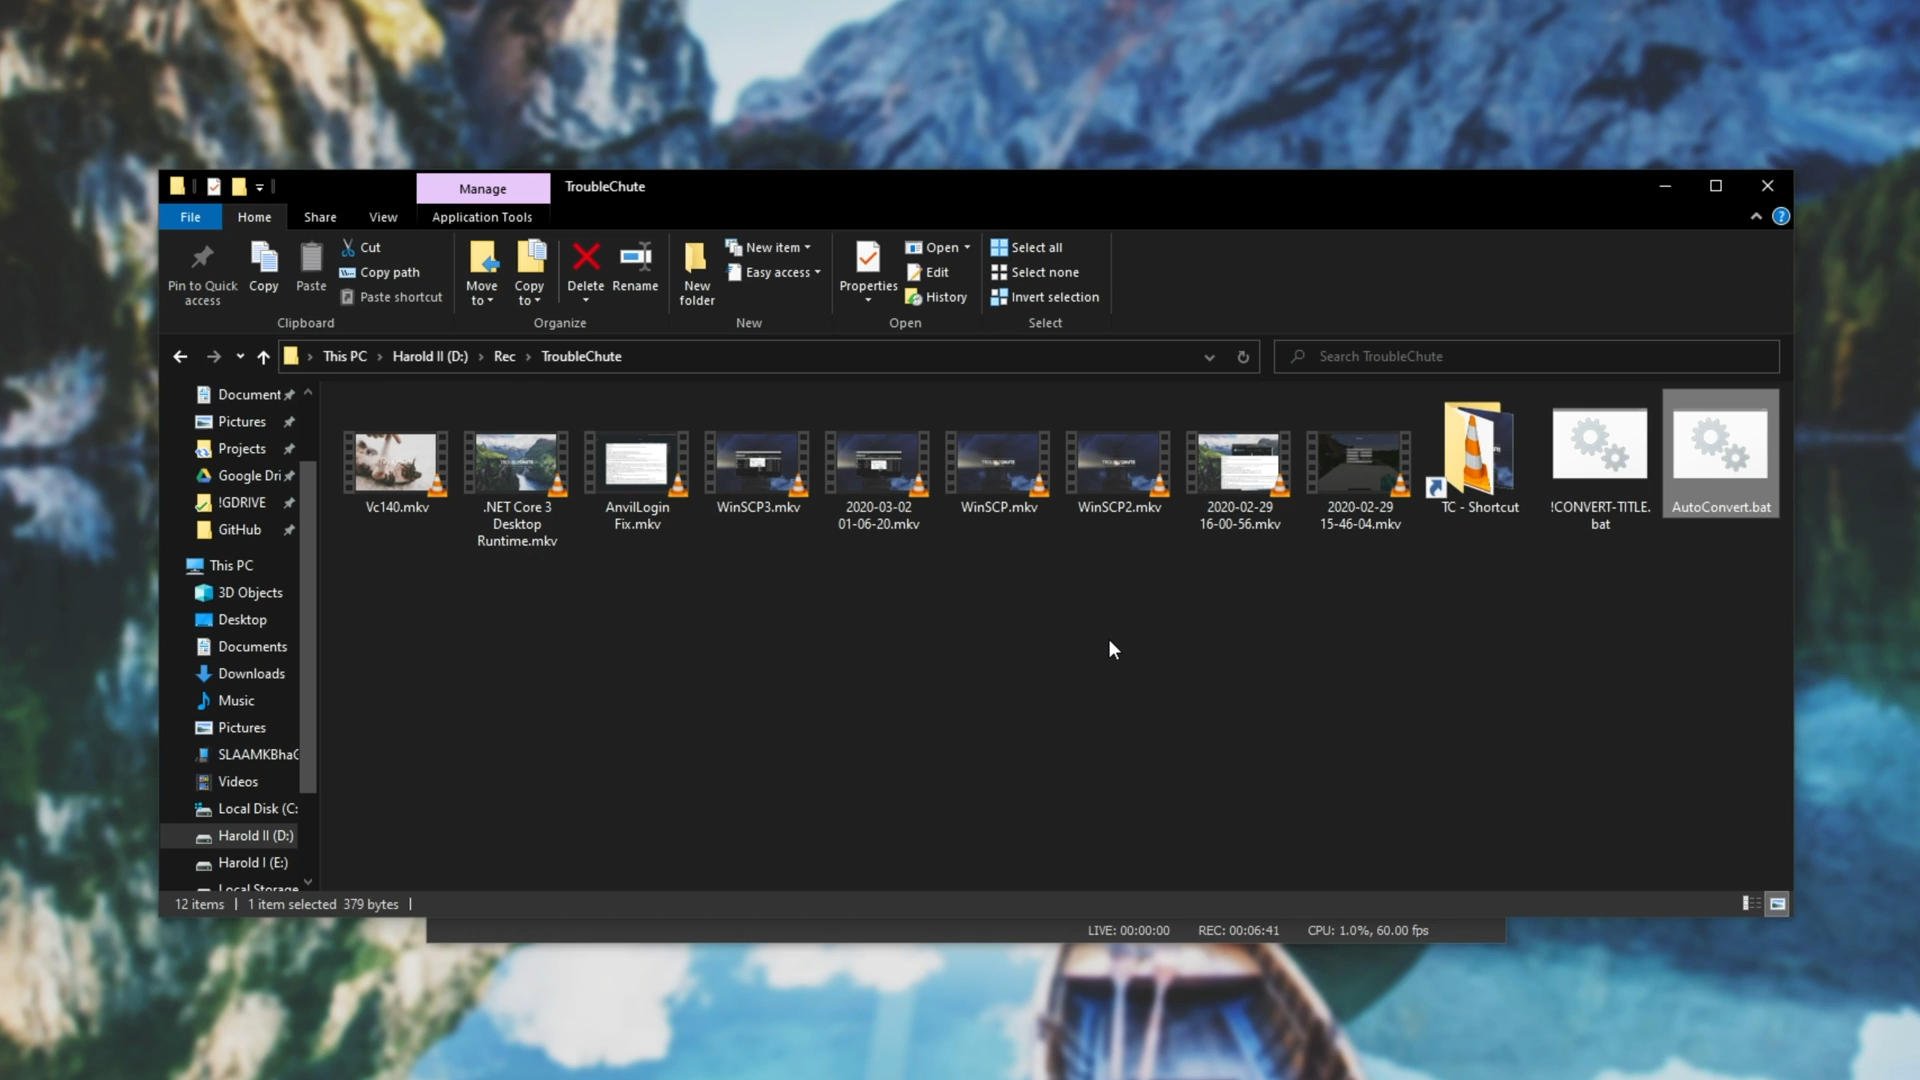 Manage
TroubleChute
File
Home
Share
View
Application Tools
Pin to Quick access
Copy
Paste
Cut
Copy path
Paste shortcut
Clipboard
Move to
Copy to
Delete
Rename
Organize
New folder
New item
Easy access
New
Properties
Open
Edit
History
Open
Select all
Select none
Invert selection
Select
This PC > Harold II (D:) > Rec > TroubleChute
Search TroubleChute
Document
Pictures
Projects
Google Dri
!GDRIVE
GitHub
This PC
3D Objects
Desktop
Documents
Downloads
Music
Pictures
SLAAMKBha
Videos
Local Disk (C:
Harold II (D:)
Harold I (E:)
Local Storage
Vc140.mkv
.NET Core 3
Desktop
Runtime.mkv
AnvilLogin
Fix.mkv
WinSCP3.mkv
2020-03-02
01-06-20.mkv
WinSCP.mkv
WinSCP2.mkv
2020-02-29
16-00-56.mkv
2020-02-29
15-46-04.mkv
TC - Shortcut
!CONVERT-TITLE.
bat
AutoConvert.bat
12 items | 1 item selected 379 bytes |
LIVE: 00:00:00 REC: 00:06:41 CPU: 1.0%, 60.00 fps